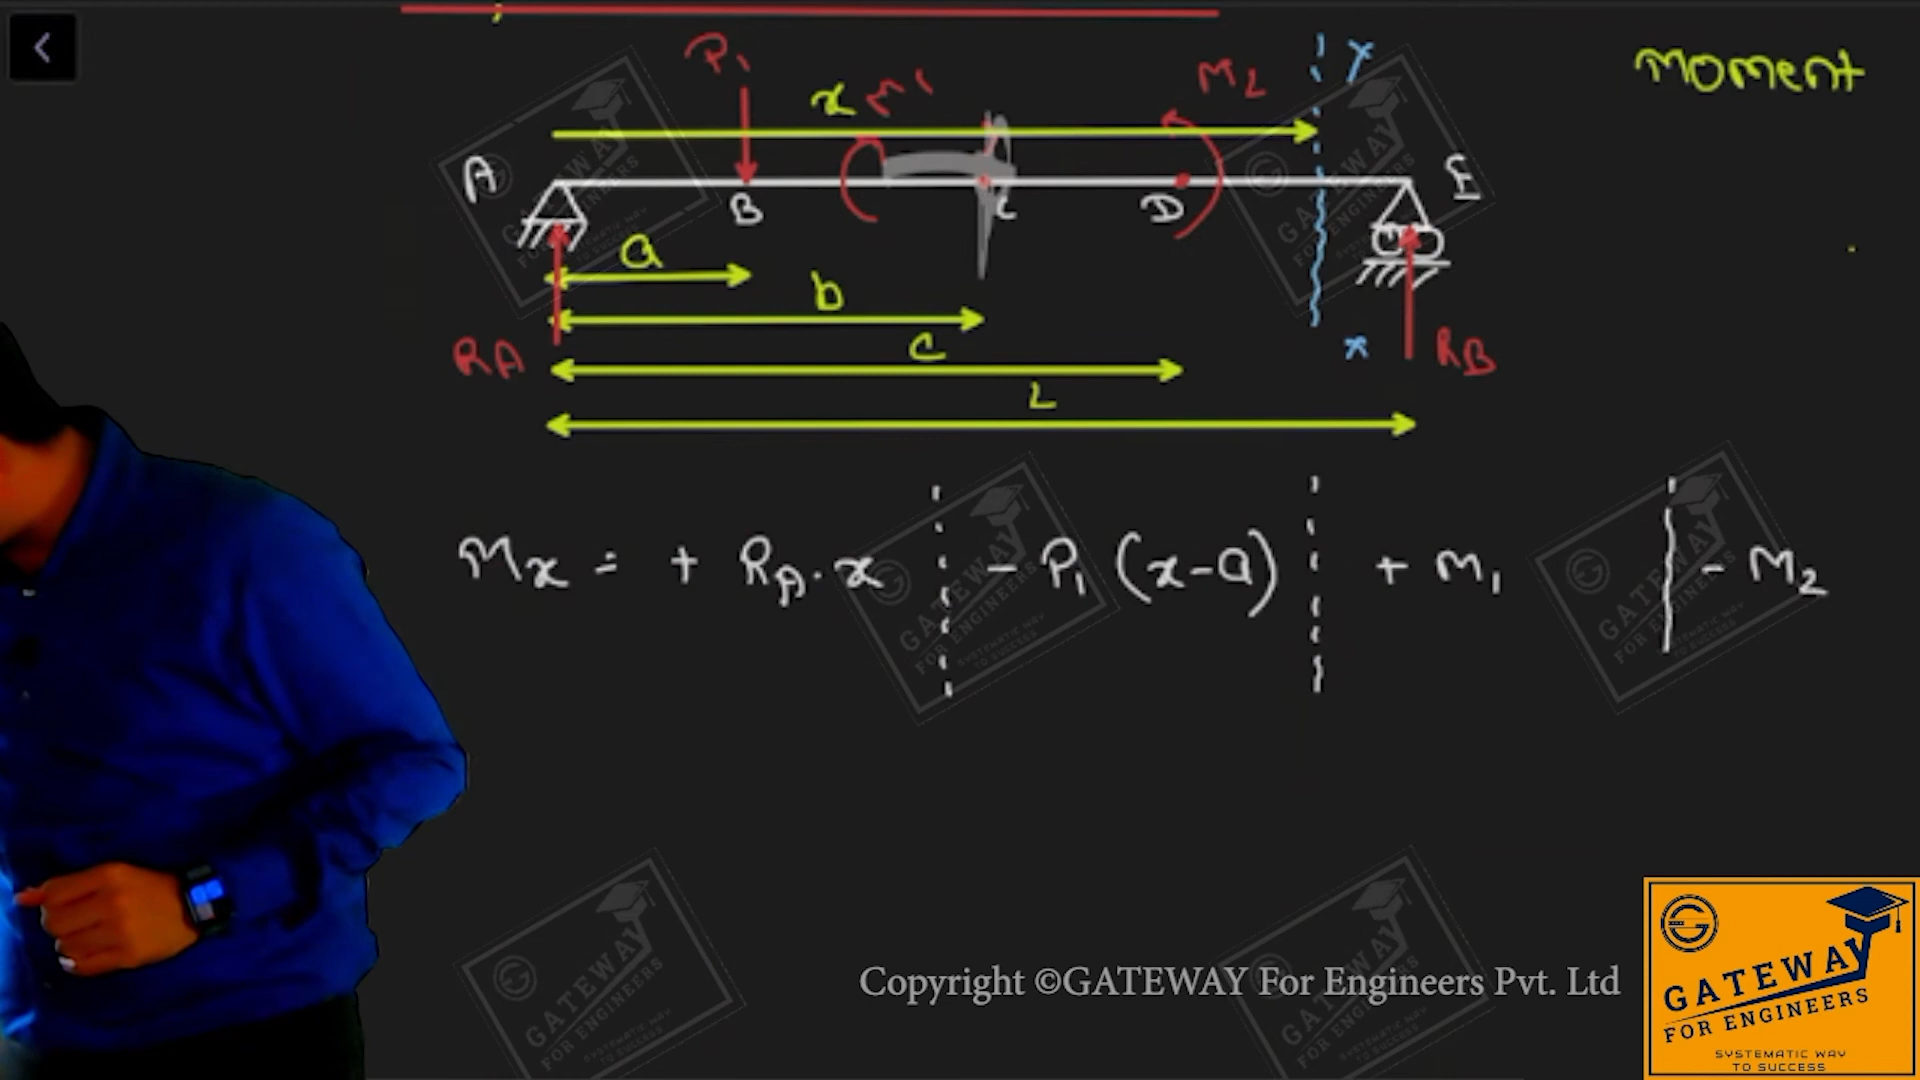 Moment
P1
x M1 M2 x
A B C D E
a
b
c
L
RA x RB
Mx = + RA. x ¦ - P1 (x-a) ¦ + M1 | - M2
Copyright ©GATEWAY For Engineers Pvt. Ltd
GATEWAY
FOR ENGINEERS
SYSTEMATIC WAY
TO SUCCESS